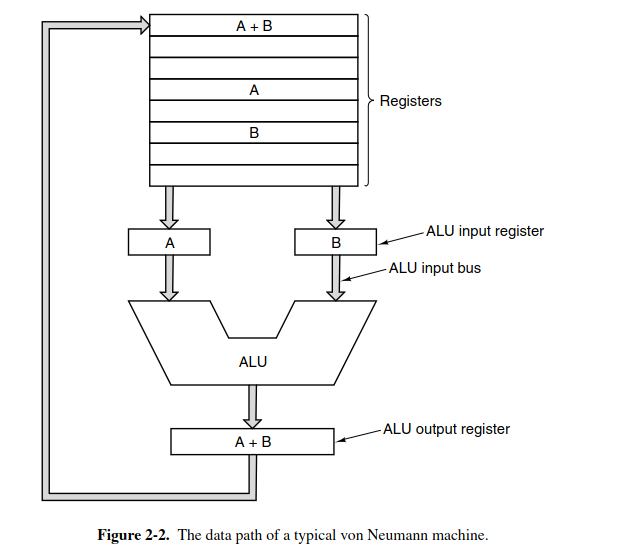 A + B
A
Registers
B
A
B
ALU input register
ALU input bus
ALU
A + B
ALU output register
Figure 2-2. The data path of a typical von Neumann machine.